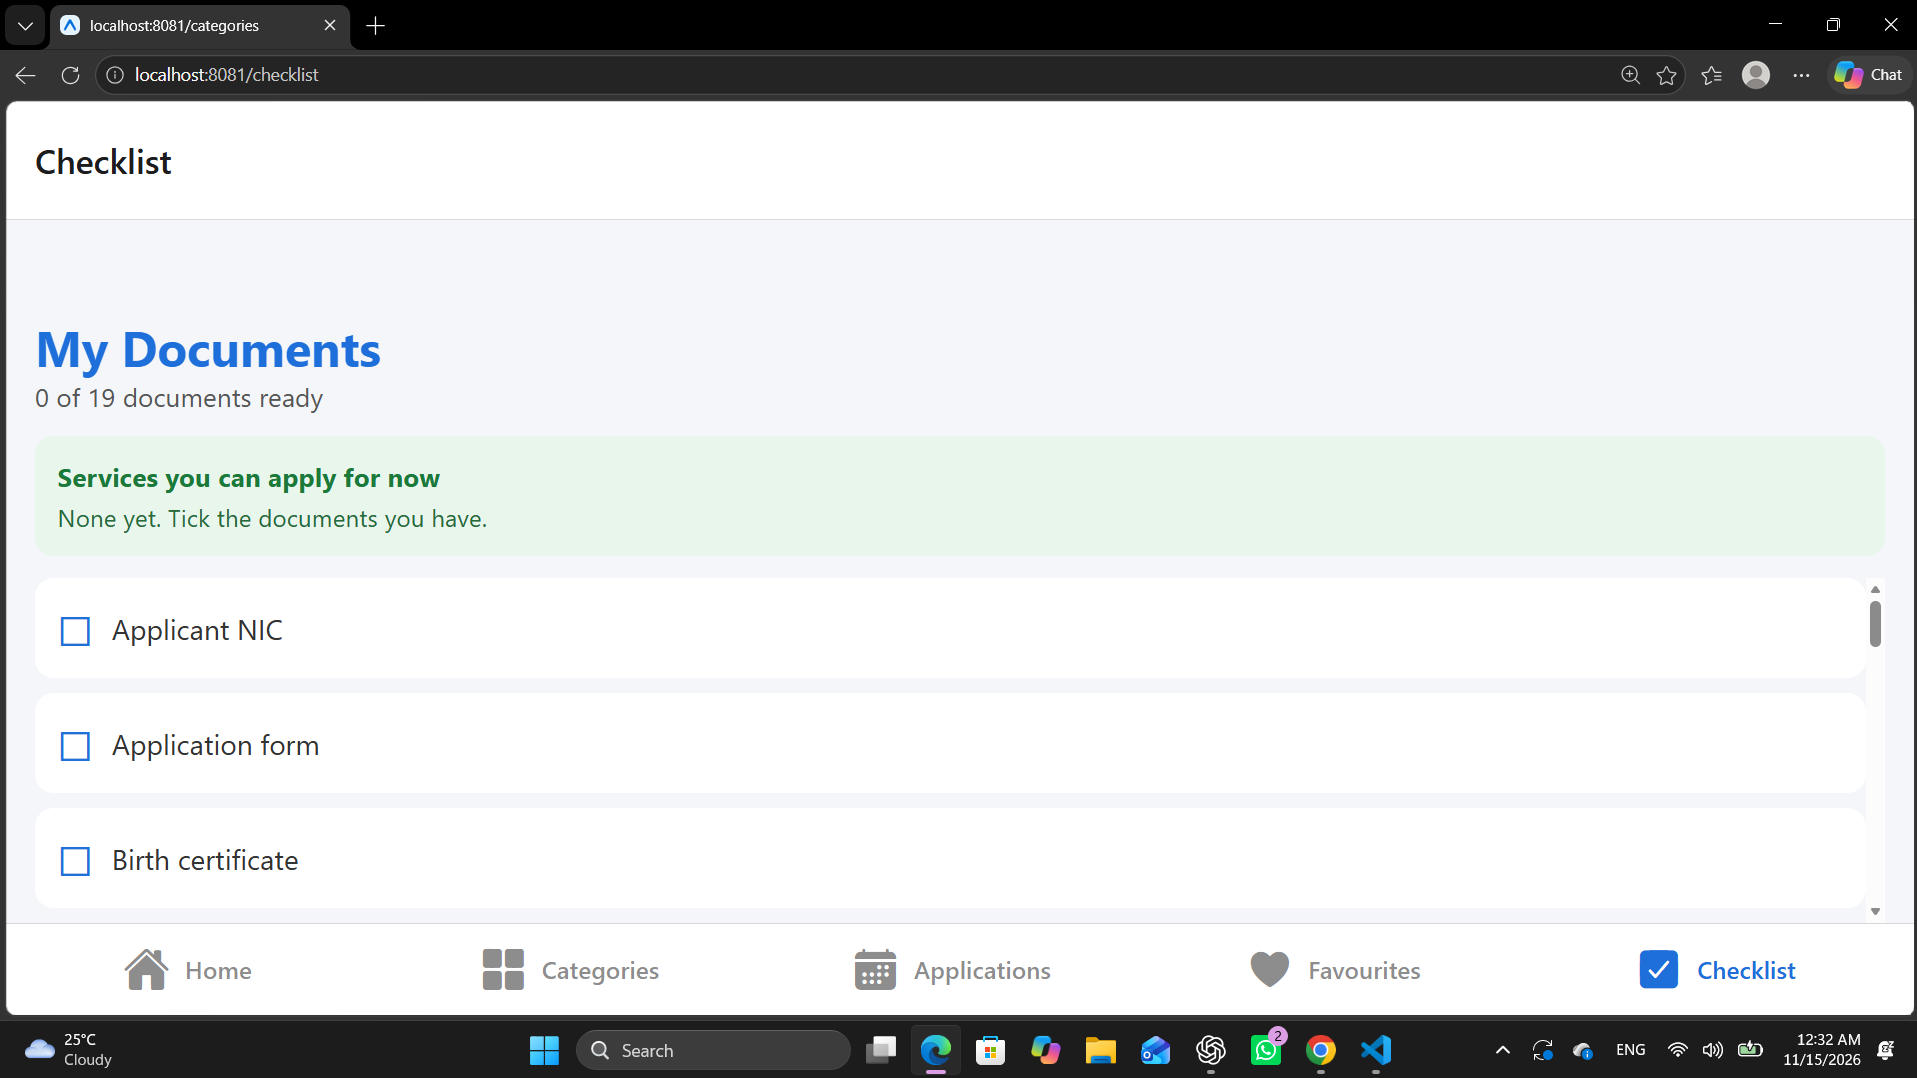 localhost:8081/categories
localhost:8081/checklist
Chat
Checklist
My Documents
0 of 19 documents ready
Services you can apply for now
None yet. Tick the documents you have.
Applicant NIC
Application form
Birth certificate
Home
Categories
Applications
Favourites
Checklist
25°C
Cloudy
Search
2
ENG
12:32 AM
11/15/2026